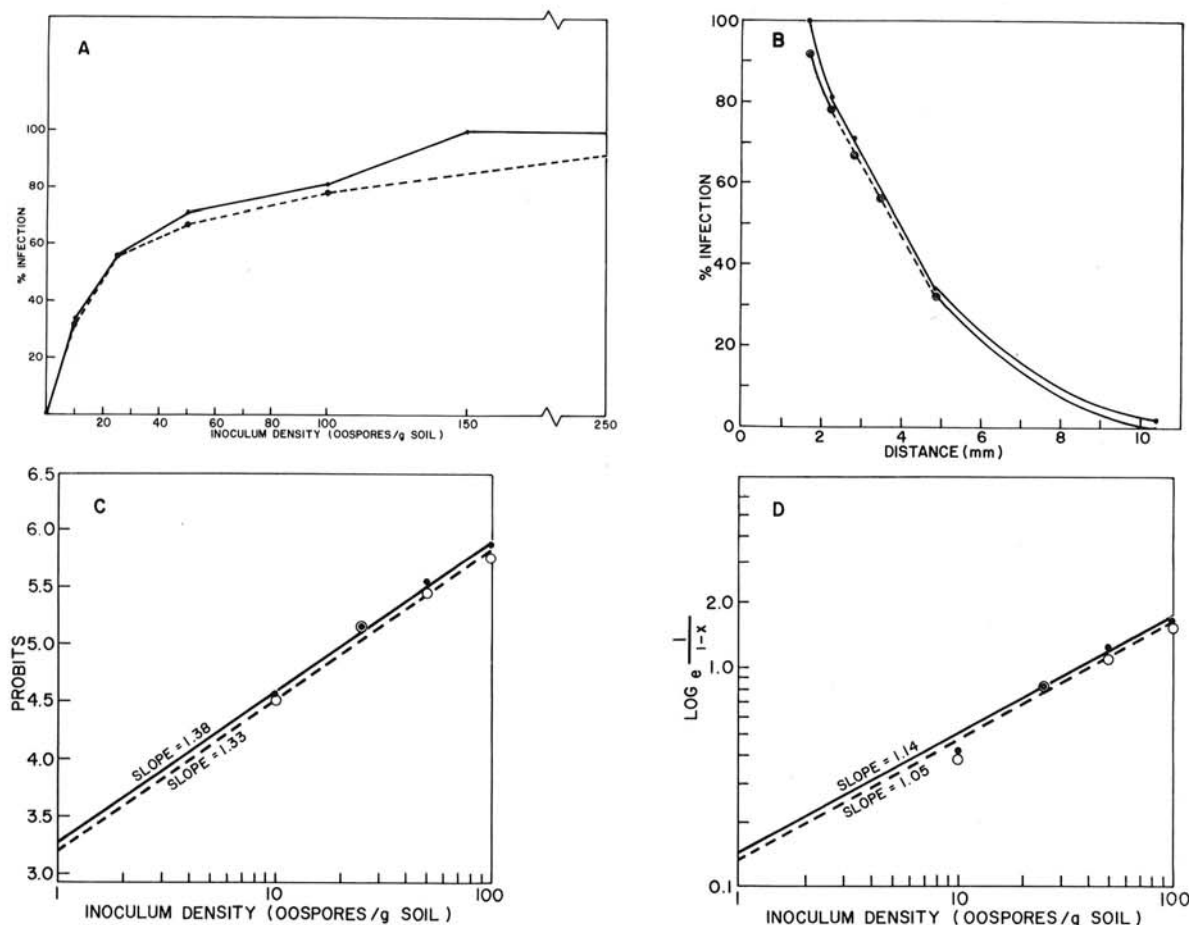 A
% INFECTION
100
80
60
40
20
20
40
60
80
100
150
250
INOCULUM DENSITY (OOSPORES/g SOIL)
B
% INFECTION
100
80
60
40
20
0
0
2
4
6
8
10
DISTANCE (mm)
C
PROBITS
6.5
6.0
5.5
5.0
4.5
4.0
3.5
3.0
SLOPE = 1.38
SLOPE = 1.33
1
10
100
INOCULUM DENSITY (OOSPORES/g SOIL)
D
LOG e 1/1-x
2.0
1.0
0.1
SLOPE = 1.14
SLOPE = 1.05
1
10
100
INOCULUM DENSITY (OOSPORES/g SOIL)